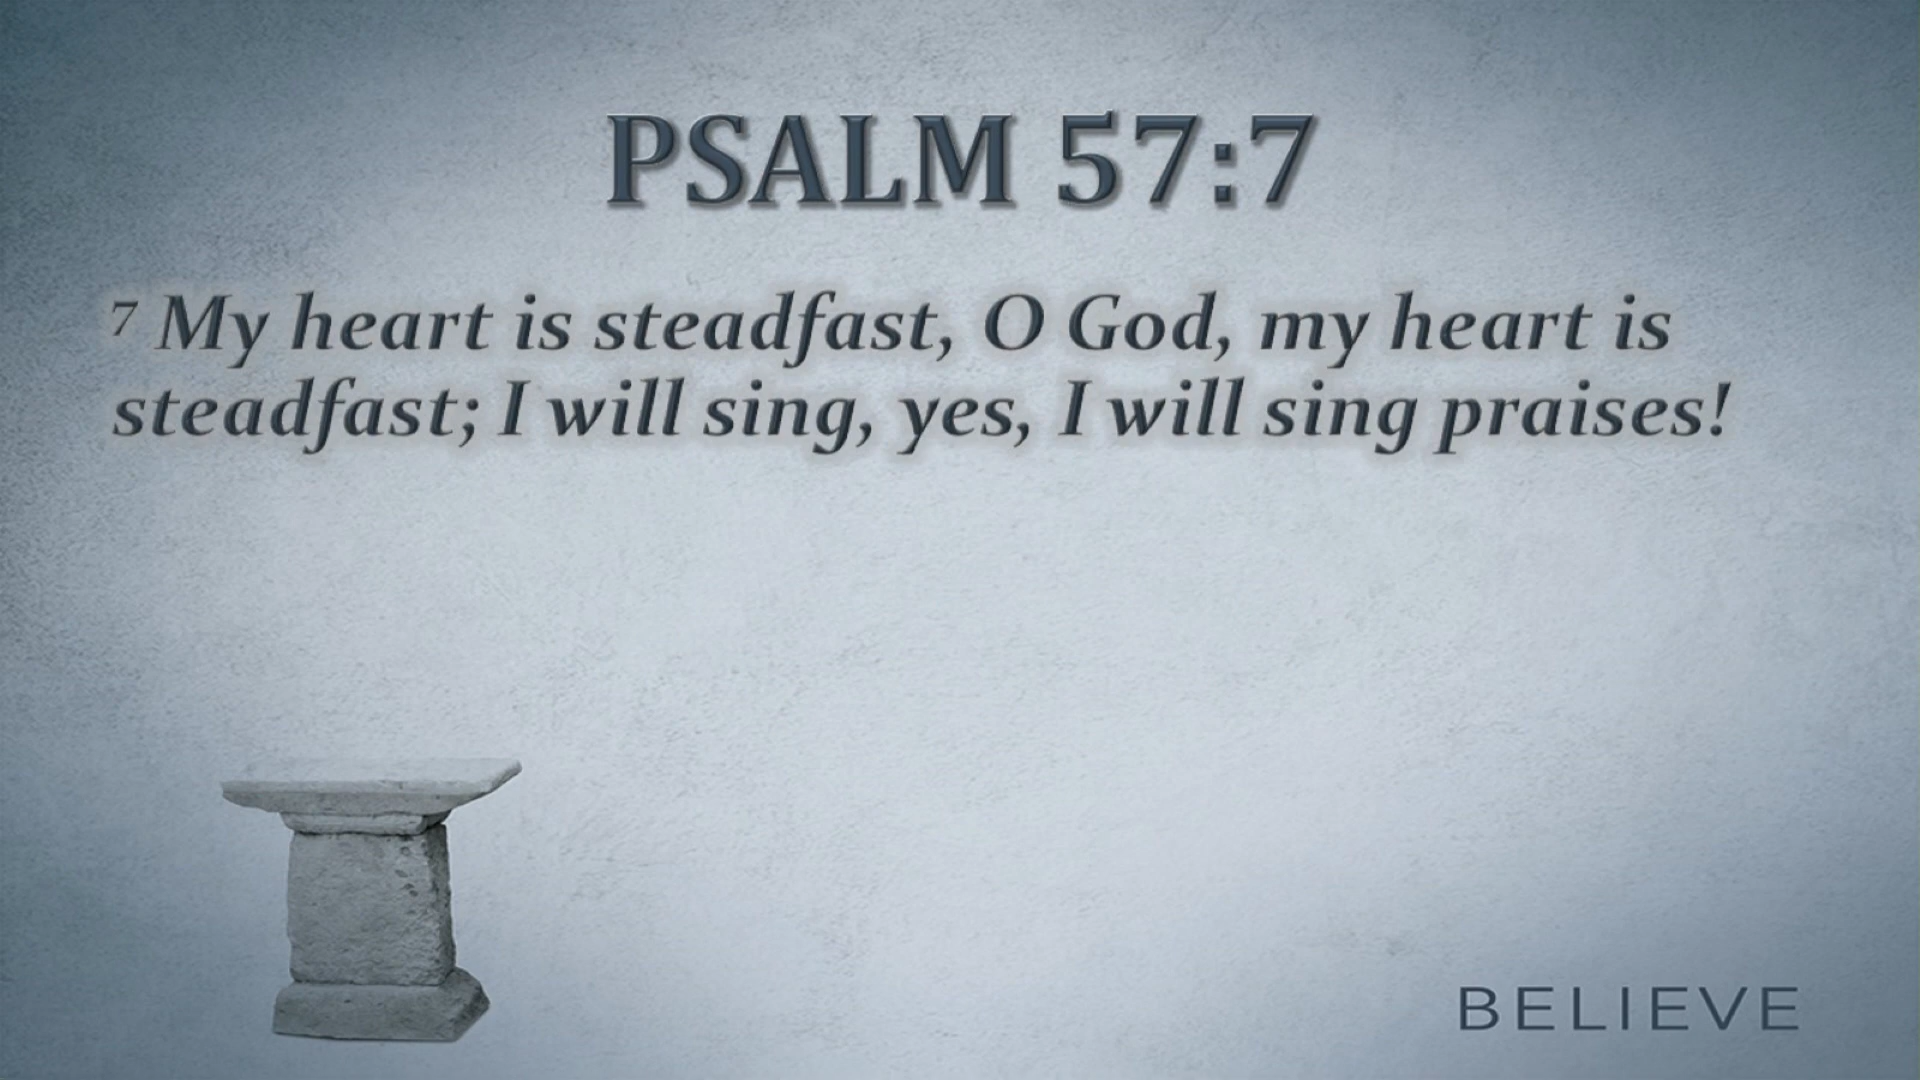 PSALM 57:7
⁷ My heart is steadfast, O God, my heart is
steadfast; I will sing, yes, I will sing praises!
BELIEVE